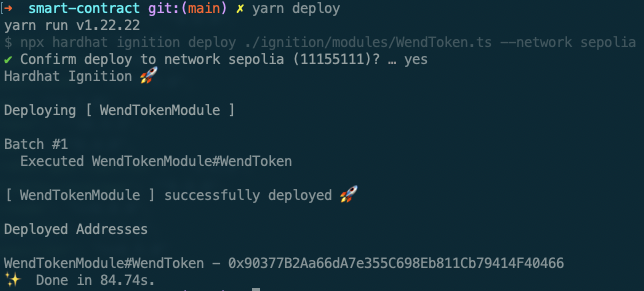 ➜ smart-contract git:(main) ✗ yarn deploy
yarn run v1.22.22
$ npx hardhat ignition deploy ./ignition/modules/WendToken.ts --network sepolia
✔ Confirm deploy to network sepolia (11155111)? … yes
Hardhat Ignition 🚀
Deploying [ WendTokenModule ]
Batch #1
Executed WendTokenModule#WendToken
[ WendTokenModule ] successfully deployed 🚀
Deployed Addresses
WendTokenModule#WendToken - 0x90377B2Aa66dA7e355C698Eb811Cb79414F40466
✨ Done in 84.74s.